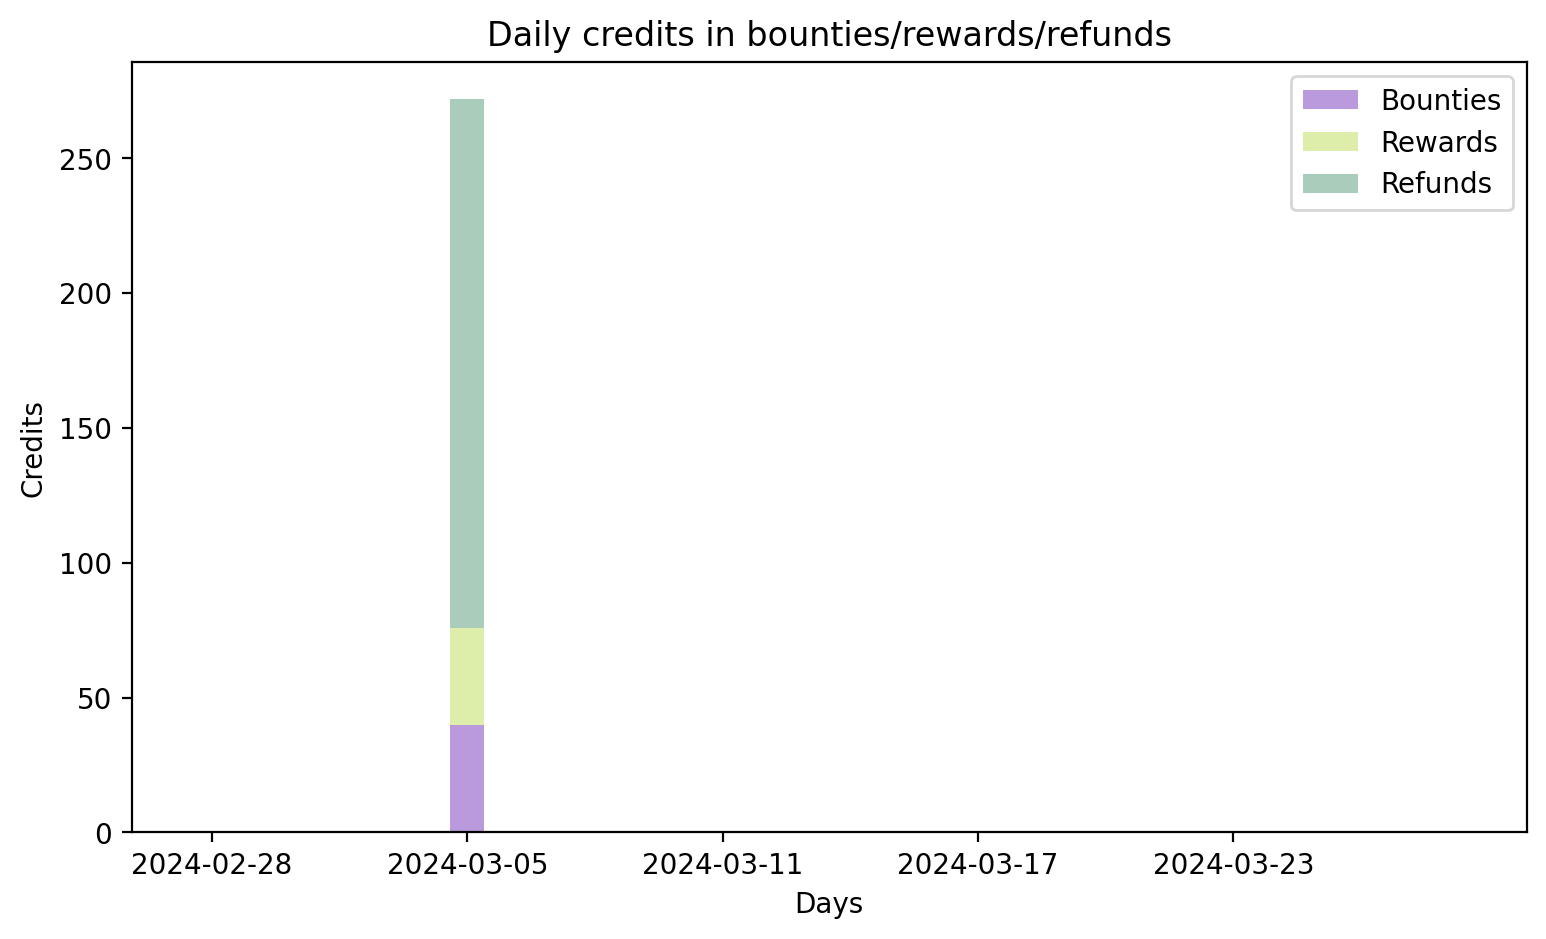 Daily credits in bounties/rewards/refunds
Bounties
Rewards
Refunds
Credits
250
200
150
100
50
0
2024-02-28 2024-03-05 2024-03-11 2024-03-17 2024-03-23
Days